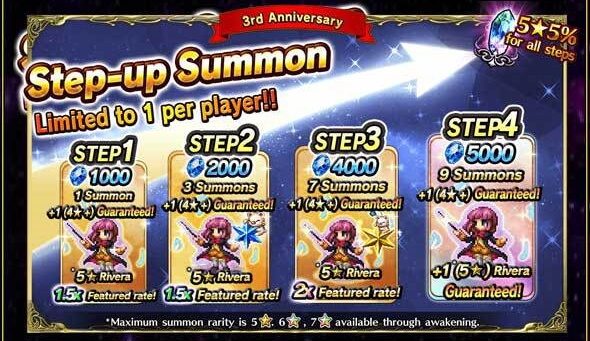 3rd Anniversary
Step-up Summon
Limited to 1 per player!!
5★5%
for all steps
STEP1
1000
1 Summon
+1 (4★+) Guaranteed!
5★ Rivera
1.5x Featured rate!
STEP2
2000
3 Summons
+1 (4★+) Guaranteed!
5★ Rivera
1.5x Featured rate!
STEP3
4000
7 Summons
+1 (4★+) Guaranteed!
5★ Rivera
2x Featured rate!
STEP4
5000
9 Summons
+1 (4★+) Guaranteed!
+1 (5★) Rivera
Guaranteed!
*Maximum summon rarity is 5★. 6★, 7★ available through awakening.